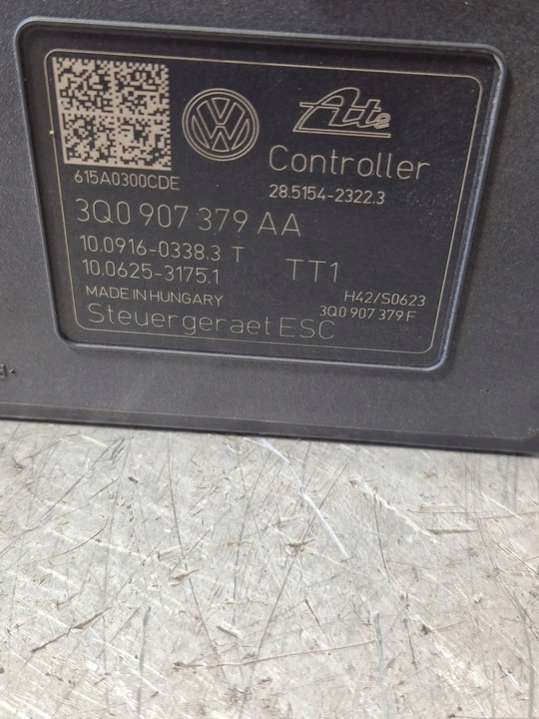 Ate
615A0300CDE
Controller
28.5154-2322.3
3Q0 907 379 AA
10.0916-0338.3 T
10.0625-3175.1
TT1
MADE IN HUNGARY
H42/S0623
Steuergeraet ESC
3Q0 907 379 F